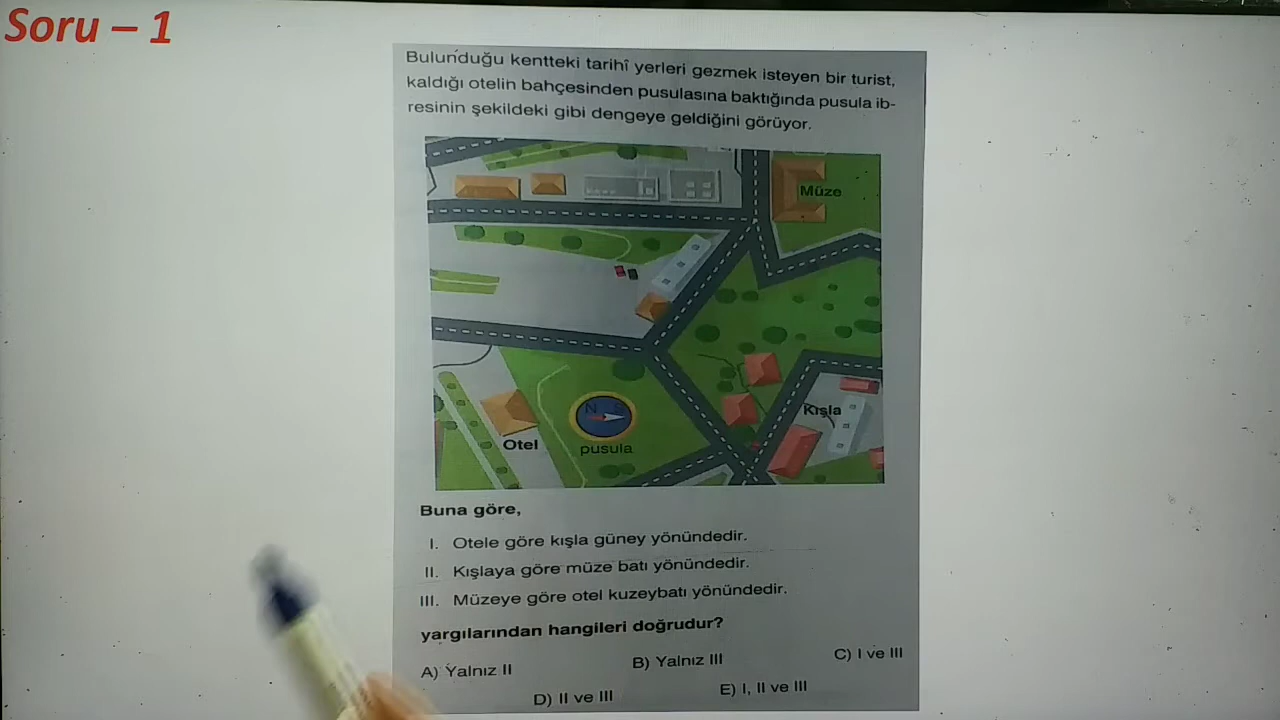 Soru – 1
Bulunduğu kentteki tarihî yerleri gezmek isteyen bir turist,
kaldığı otelin bahçesinden pusulasına baktığında pusula ib-
resinin şekildeki gibi dengeye geldiğini görüyor.
Müze
Kışla
N
Otel
pusula
Buna göre,
I. Otele göre kışla güney yönündedir.
II. Kışlaya göre müze batı yönündedir.
III. Müzeye göre otel kuzeybatı yönündedir.
yargılarından hangileri doğrudur?
A) Yalnız II
B) Yalnız III
C) I ve III
D) II ve III
E) I, II ve III